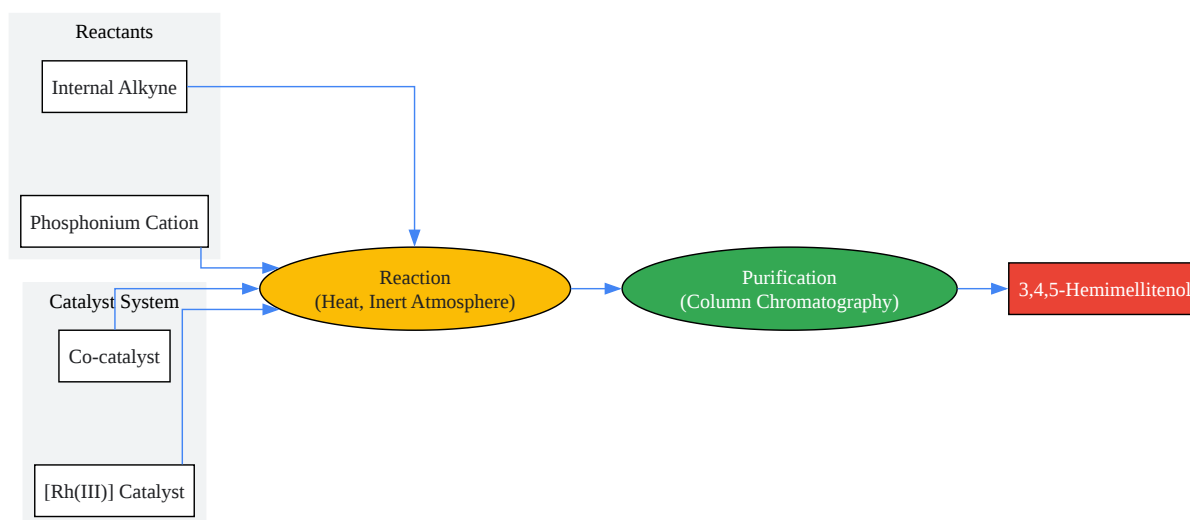 Reactants
Internal Alkyne
Phosphonium Cation
Catalyst System
Co-catalyst
[Rh(III)] Catalyst
Reaction
(Heat, Inert Atmosphere)
Purification
(Column Chromatography)
3,4,5-Hemimellitenol